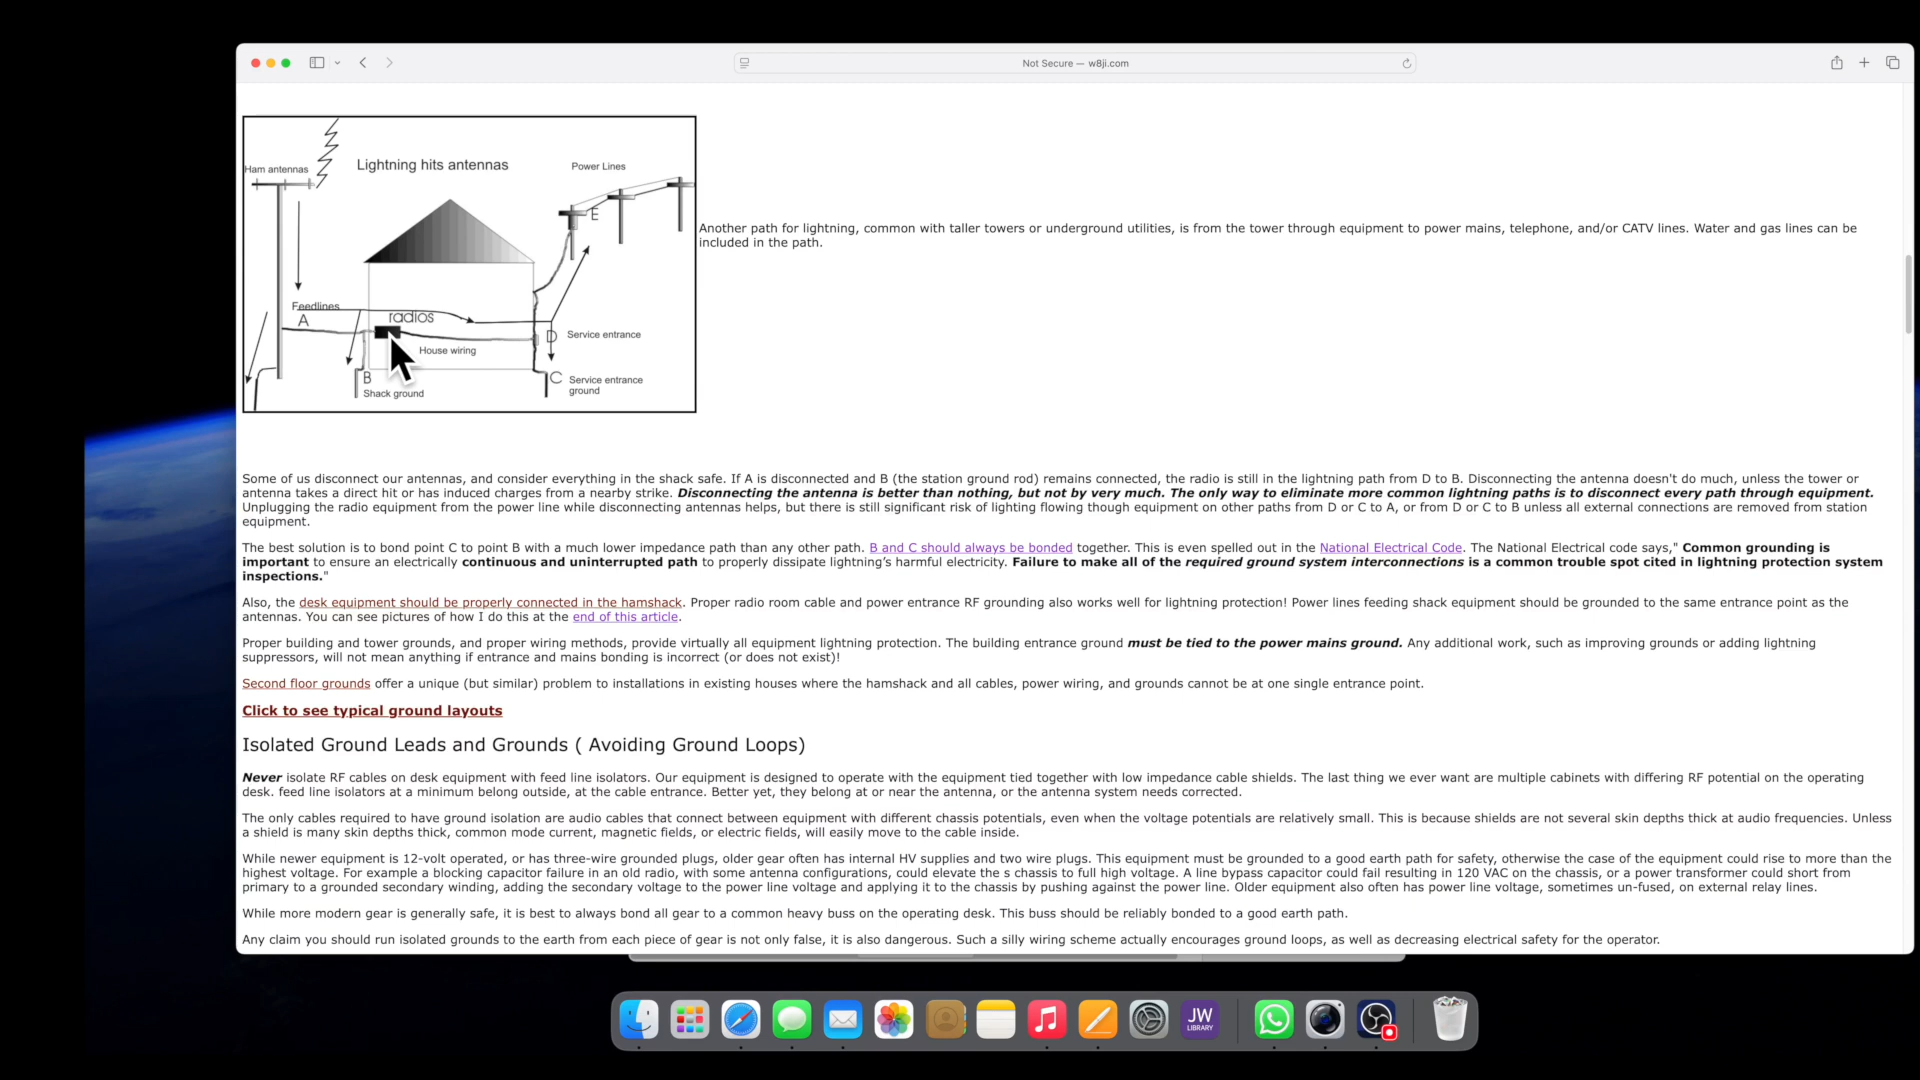 Not Secure — w8ji.com
Ham antennas
Lightning hits antennas
Power Lines
E
Another path for lightning, common with taller towers or underground utilities, is from the tower through equipment to power mains, telephone, and/or CATV lines. Water and gas lines can be
included in the path.
Feedlines
A
radios
D
Service entrance
House wiring
B
C
Service entrance
ground
Shack ground
Some of us disconnect our antennas, and consider everything in the shack safe. If A is disconnected and B (the station ground rod) remains connected, the radio is still in the lightning path from D to B. Disconnecting the antenna doesn't do much, unless the tower or
antenna takes a direct hit or has induced charges from a nearby strike. Disconnecting the antenna is better than nothing, but not by very much. The only way to eliminate more common lightning paths is to disconnect every path through equipment.
Unplugging the radio equipment from the power line while disconnecting antennas helps, but there is still significant risk of lighting flowing though equipment on other paths from D or C to A, or from D or C to B unless all external connections are removed from station
equipment.
The best solution is to bond point C to point B with a much lower impedance path than any other path. B and C should always be bonded together. This is even spelled out in the National Electrical Code. The National Electrical code says," Common grounding is
important to ensure an electrically continuous and uninterrupted path to properly dissipate lightning's harmful electricity. Failure to make all of the required ground system interconnections is a common trouble spot cited in lightning protection system
inspections."
Also, the desk equipment should be properly connected in the hamshack. Proper radio room cable and power entrance RF grounding also works well for lightning protection! Power lines feeding shack equipment should be grounded to the same entrance point as the
antennas. You can see pictures of how I do this at the end of this article.
Proper building and tower grounds, and proper wiring methods, provide virtually all equipment lightning protection. The building entrance ground must be tied to the power mains ground. Any additional work, such as improving grounds or adding lightning
suppressors, will not mean anything if entrance and mains bonding is incorrect (or does not exist)!
Second floor grounds offer a unique (but similar) problem to installations in existing houses where the hamshack and all cables, power wiring, and grounds cannot be at one single entrance point.
Click to see typical ground layouts
Isolated Ground Leads and Grounds ( Avoiding Ground Loops)
Never isolate RF cables on desk equipment with feed line isolators. Our equipment is designed to operate with the equipment tied together with low impedance cable shields. The last thing we ever want are multiple cabinets with differing RF potential on the operating
desk. feed line isolators at a minimum belong outside, at the cable entrance. Better yet, they belong at or near the antenna, or the antenna system needs corrected.
The only cables required to have ground isolation are audio cables that connect between equipment with different chassis potentials, even when the voltage potentials are relatively small. This is because shields are not several skin depths thick at audio frequencies. Unless
a shield is many skin depths thick, common mode current, magnetic fields, or electric fields, will easily move to the cable inside.
While newer equipment is 12-volt operated, or has three-wire grounded plugs, older gear often has internal HV supplies and two wire plugs. This equipment must be grounded to a good earth path for safety, otherwise the case of the equipment could rise to more than the
highest voltage. For example a blocking capacitor failure in an old radio, with some antenna configurations, could elevate the s chassis to full high voltage. A line bypass capacitor could fail resulting in 120 VAC on the chassis, or a power transformer could short from
primary to a grounded secondary winding, adding the secondary voltage to the power line voltage and applying it to the chassis by pushing against the power line. Older equipment also often has power line voltage, sometimes un-fused, on external relay lines.
While more modern gear is generally safe, it is best to always bond all gear to a common heavy buss on the operating desk. This buss should be reliably bonded to a good earth path.
Any claim you should run isolated grounds to the earth from each piece of gear is not only false, it is also dangerous. Such a silly wiring scheme actually encourages ground loops, as well as decreasing electrical safety for the operator.
JW
LIBRARY